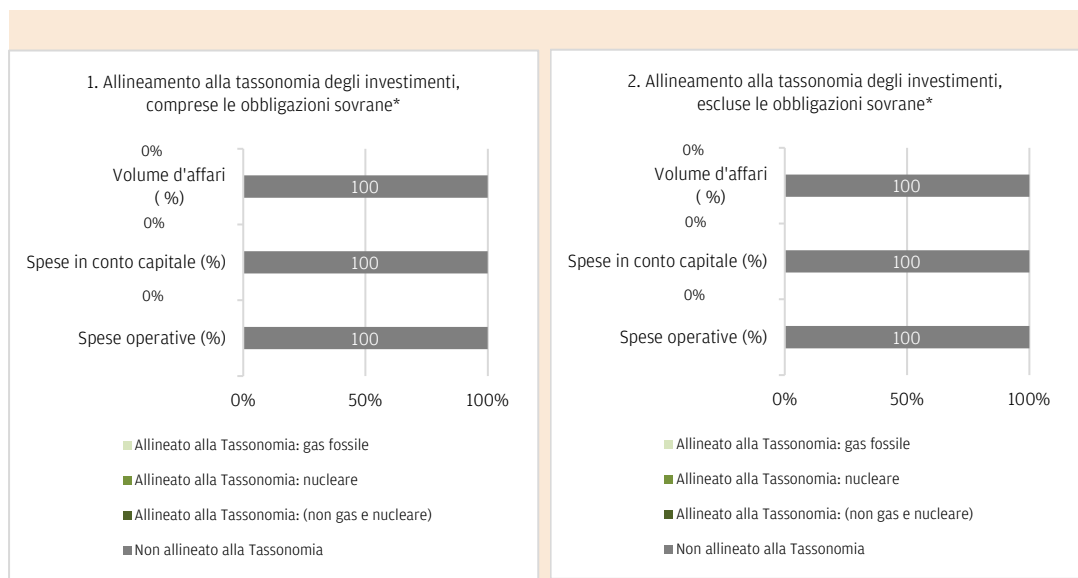 1. Allineamento alla tassonomia degli investimenti,
comprese le obbligazioni sovrane*
0%
Volume d'affari
( %)
100
0%
Spese in conto capitale (%)
100
0%
Spese operative (%)
100
0%
50%
100%
Allineato alla Tassonomia: gas fossile
Allineato alla Tassonomia: nucleare
Allineato alla Tassonomia: (non gas e nucleare)
Non allineato alla Tassonomia
2. Allineamento alla tassonomia degli investimenti,
escluse le obbligazioni sovrane*
0%
Volume d'affari
( %)
100
0%
Spese in conto capitale (%)
100
0%
Spese operative (%)
100
0%
50%
100%
Allineato alla Tassonomia: gas fossile
Allineato alla Tassonomia: nucleare
Allineato alla Tassonomia: (non gas e nucleare)
Non allineato alla Tassonomia